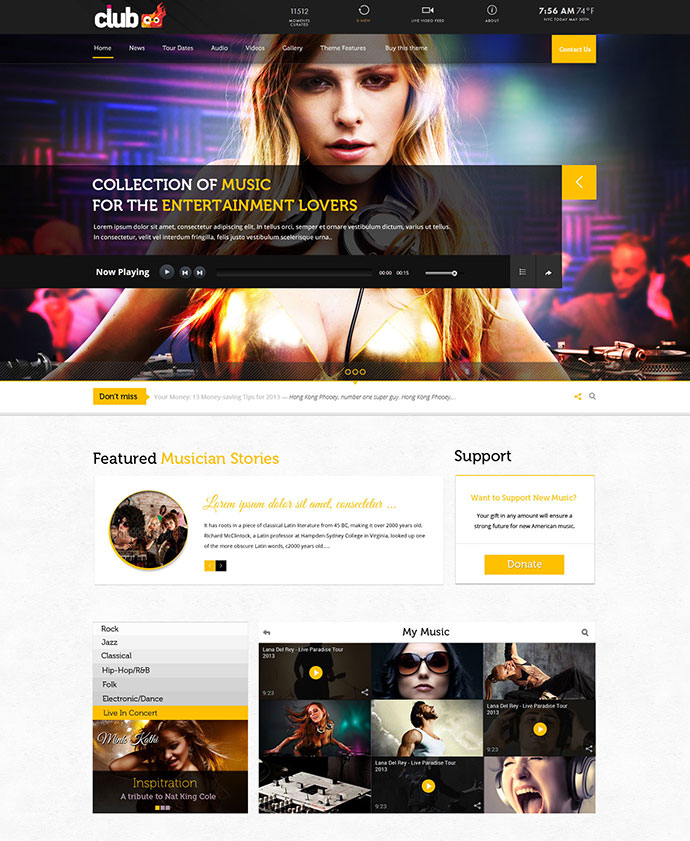 club
11512
MOMENTS
CURATED
0 NEW
LIVE VIDEO FEED
ABOUT
7:56 AM 74°F
NYC TODAY MAY 30TH
Home
News
Tour Dates
Audio
Videos
Gallery
Theme Features
Buy this theme
Contact Us
COLLECTION OF MUSIC
FOR THE ENTERTAINMENT LOVERS
Lorem ipsum dolor sit amet, consectetur adipiscing elit. In tellus orci, semper et ornare vestibulum dictum, varius ut tellus.
In consectetur, velit vel interdum fringilla, felis justo vestibulum scelerisque urna..
Now Playing
00:00
00:15
Don't miss
Your Money: 13 Money-saving Tips for 2013 — Hong Kong Phooey, number one super guy. Hong Kong Phooey,...
Featured Musician Stories
Lorem ipsum dolor sit amet, consectetur ...
It has roots in a piece of classical Latin literature from 45 BC, making it over 2000 years old.
Richard McClintock, a Latin professor at Hampden-Sydney College in Virginia, looked up one
of the more obscure Latin words, c2000 years old....
Support
Want to Support New Music?
Your gift in any amount will ensure a
strong future for new American music.
Donate
Rock
Jazz
Classical
Hip-Hop/R&B
Folk
Electronic/Dance
Live In Concert
Mink Kathi
Inspitration
A tribute to Nat King Cole
My Music
Lana Del Rey - Live Paradise Tour
2013
9:23
Lana Del Rey - Live Paradise Tour
2013
9:23
Lana Del Rey - Live Paradise Tour
2013
9:23